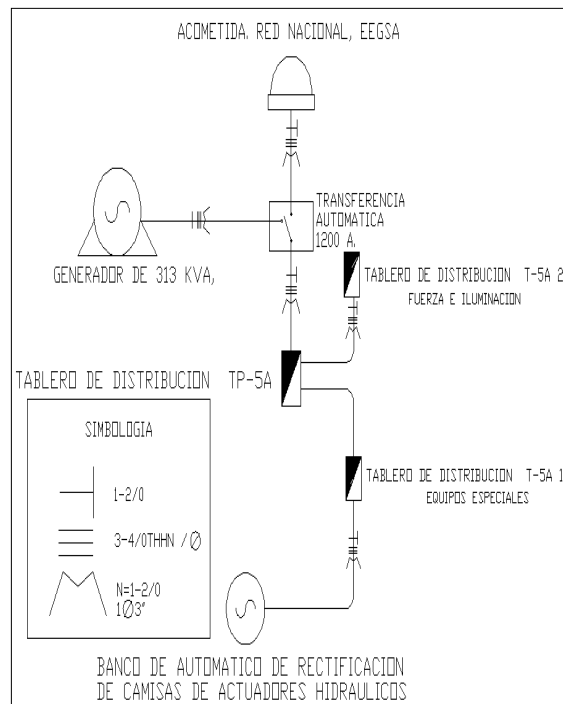 ACOMETIDA. RED NACIONAL, EEGSA
TRANSFERENCIA
AUTOMATICA
1200 A.
GENERADOR DE 313 KVA,
TABLERO DE DISTRIBUCION T-5A 2
FUERZA E ILUMINACION
TABLERO DE DISTRIBUCION TP-5A
SIMBOLOGIA
1-2/0
3-4/0THHN /Ø
N=1-2/0
1Ø3"
TABLERO DE DISTRIBUCION T-5A 1
EQUIPOS ESPECIALES
BANCO DE AUTOMATICO DE RECTIFICACION
DE CAMISAS DE ACTUADORES HIDRAULICOS